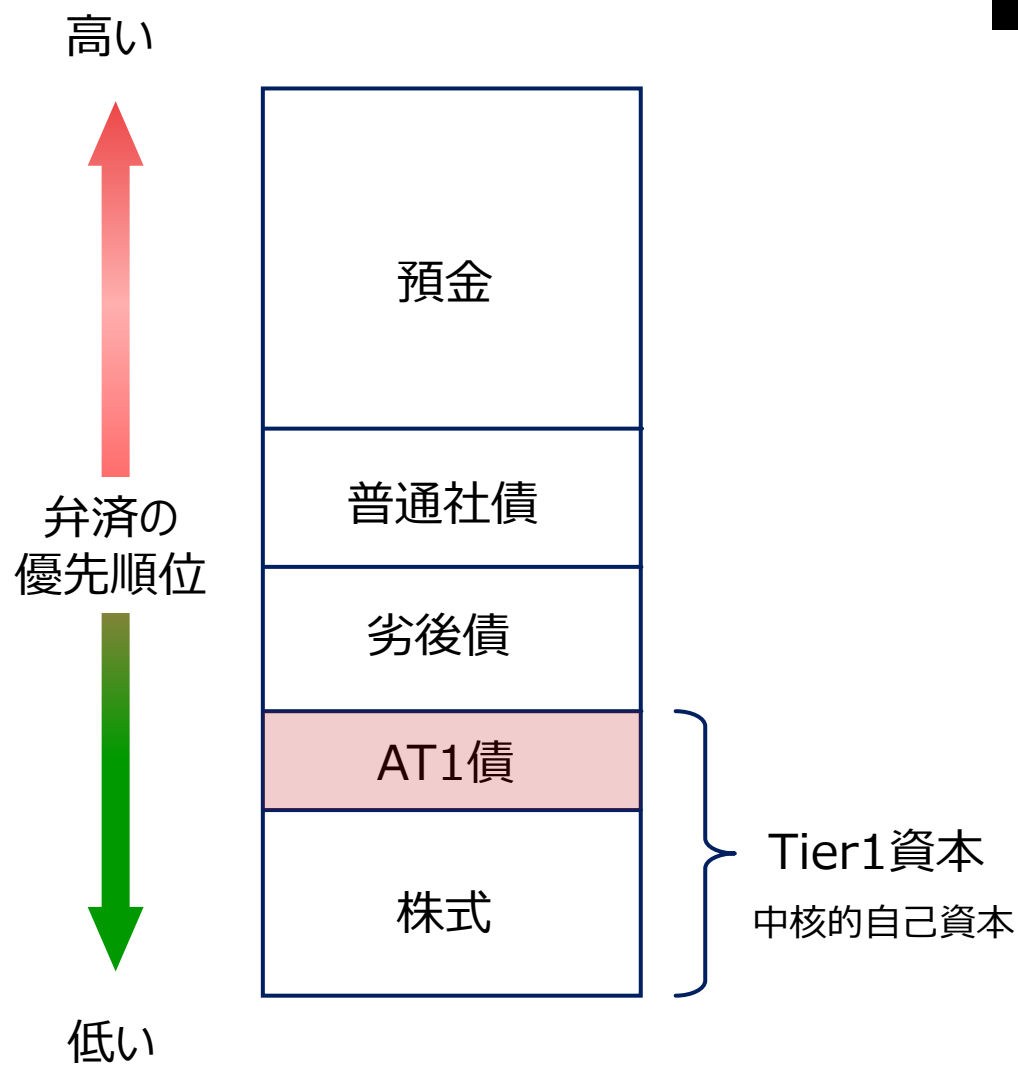 高い
預金
普通社債
弁済の
優先順位
劣後債
AT1債
株式
Tier1資本
中核的自己資本
低い